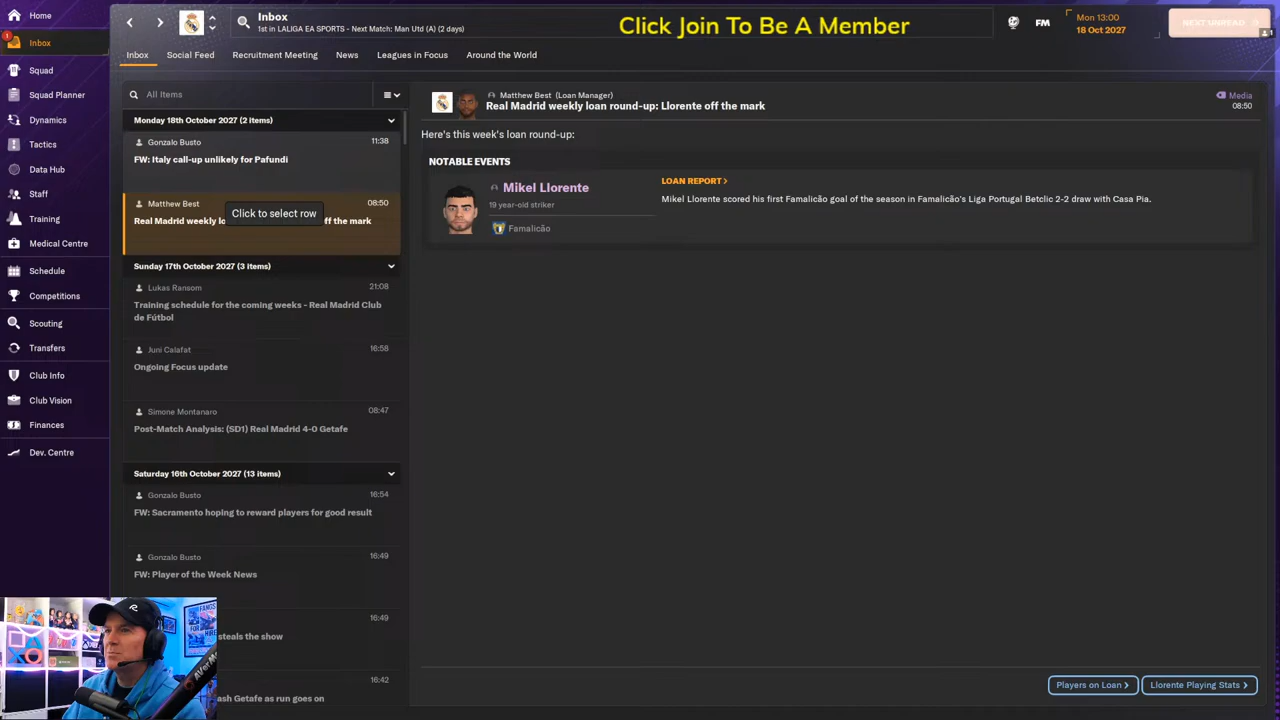 Home
Inbox
1
Squad
Squad Planner
Dynamics
Tactics
Data Hub
Staff
Training
Medical Centre
Schedule
Competitions
Scouting
Transfers
Club Info
Club Vision
Finances
Dev. Centre
Inbox
1st in LALIGA EA SPORTS - Next Match: Man Utd (A) (2 days)
Click Join To Be A Member
FM
Mon 13:00
18 Oct 2027
NEXT UNREAD
1
Inbox
Social Feed
Recruitment Meeting
News
Leagues in Focus
Around the World
All Items
Monday 18th October 2027 (2 items)
Gonzalo Busto 11:38
FW: Italy call-up unlikely for Pafundi
Matthew Best 08:50
Real Madrid weekly lo
ff the mark
Click to select row
Sunday 17th October 2027 (3 items)
Lukas Ransom 21:08
Training schedule for the coming weeks - Real Madrid Club
de Fútbol
Juni Calafat 16:58
Ongoing Focus update
Simone Montanaro 08:47
Post-Match Analysis: (SD1) Real Madrid 4-0 Getafe
Saturday 16th October 2027 (13 items)
Gonzalo Busto 16:54
FW: Sacramento hoping to reward players for good result
Gonzalo Busto 16:49
FW: Player of the Week News
16:49
steals the show
16:42
ash Getafe as run goes on
Matthew Best (Loan Manager)
Real Madrid weekly loan round-up: Llorente off the mark
Media
08:50
Here's this week's loan round-up:
NOTABLE EVENTS
Mikel Llorente
19 year-old striker
Famalicão
LOAN REPORT >
Mikel Llorente scored his first Famalicão goal of the season in Famalicão's Liga Portugal Betclic 2-2 draw with Casa Pia.
Players on Loan >
Llorente Playing Stats >
FANGS
FOR
HIRE